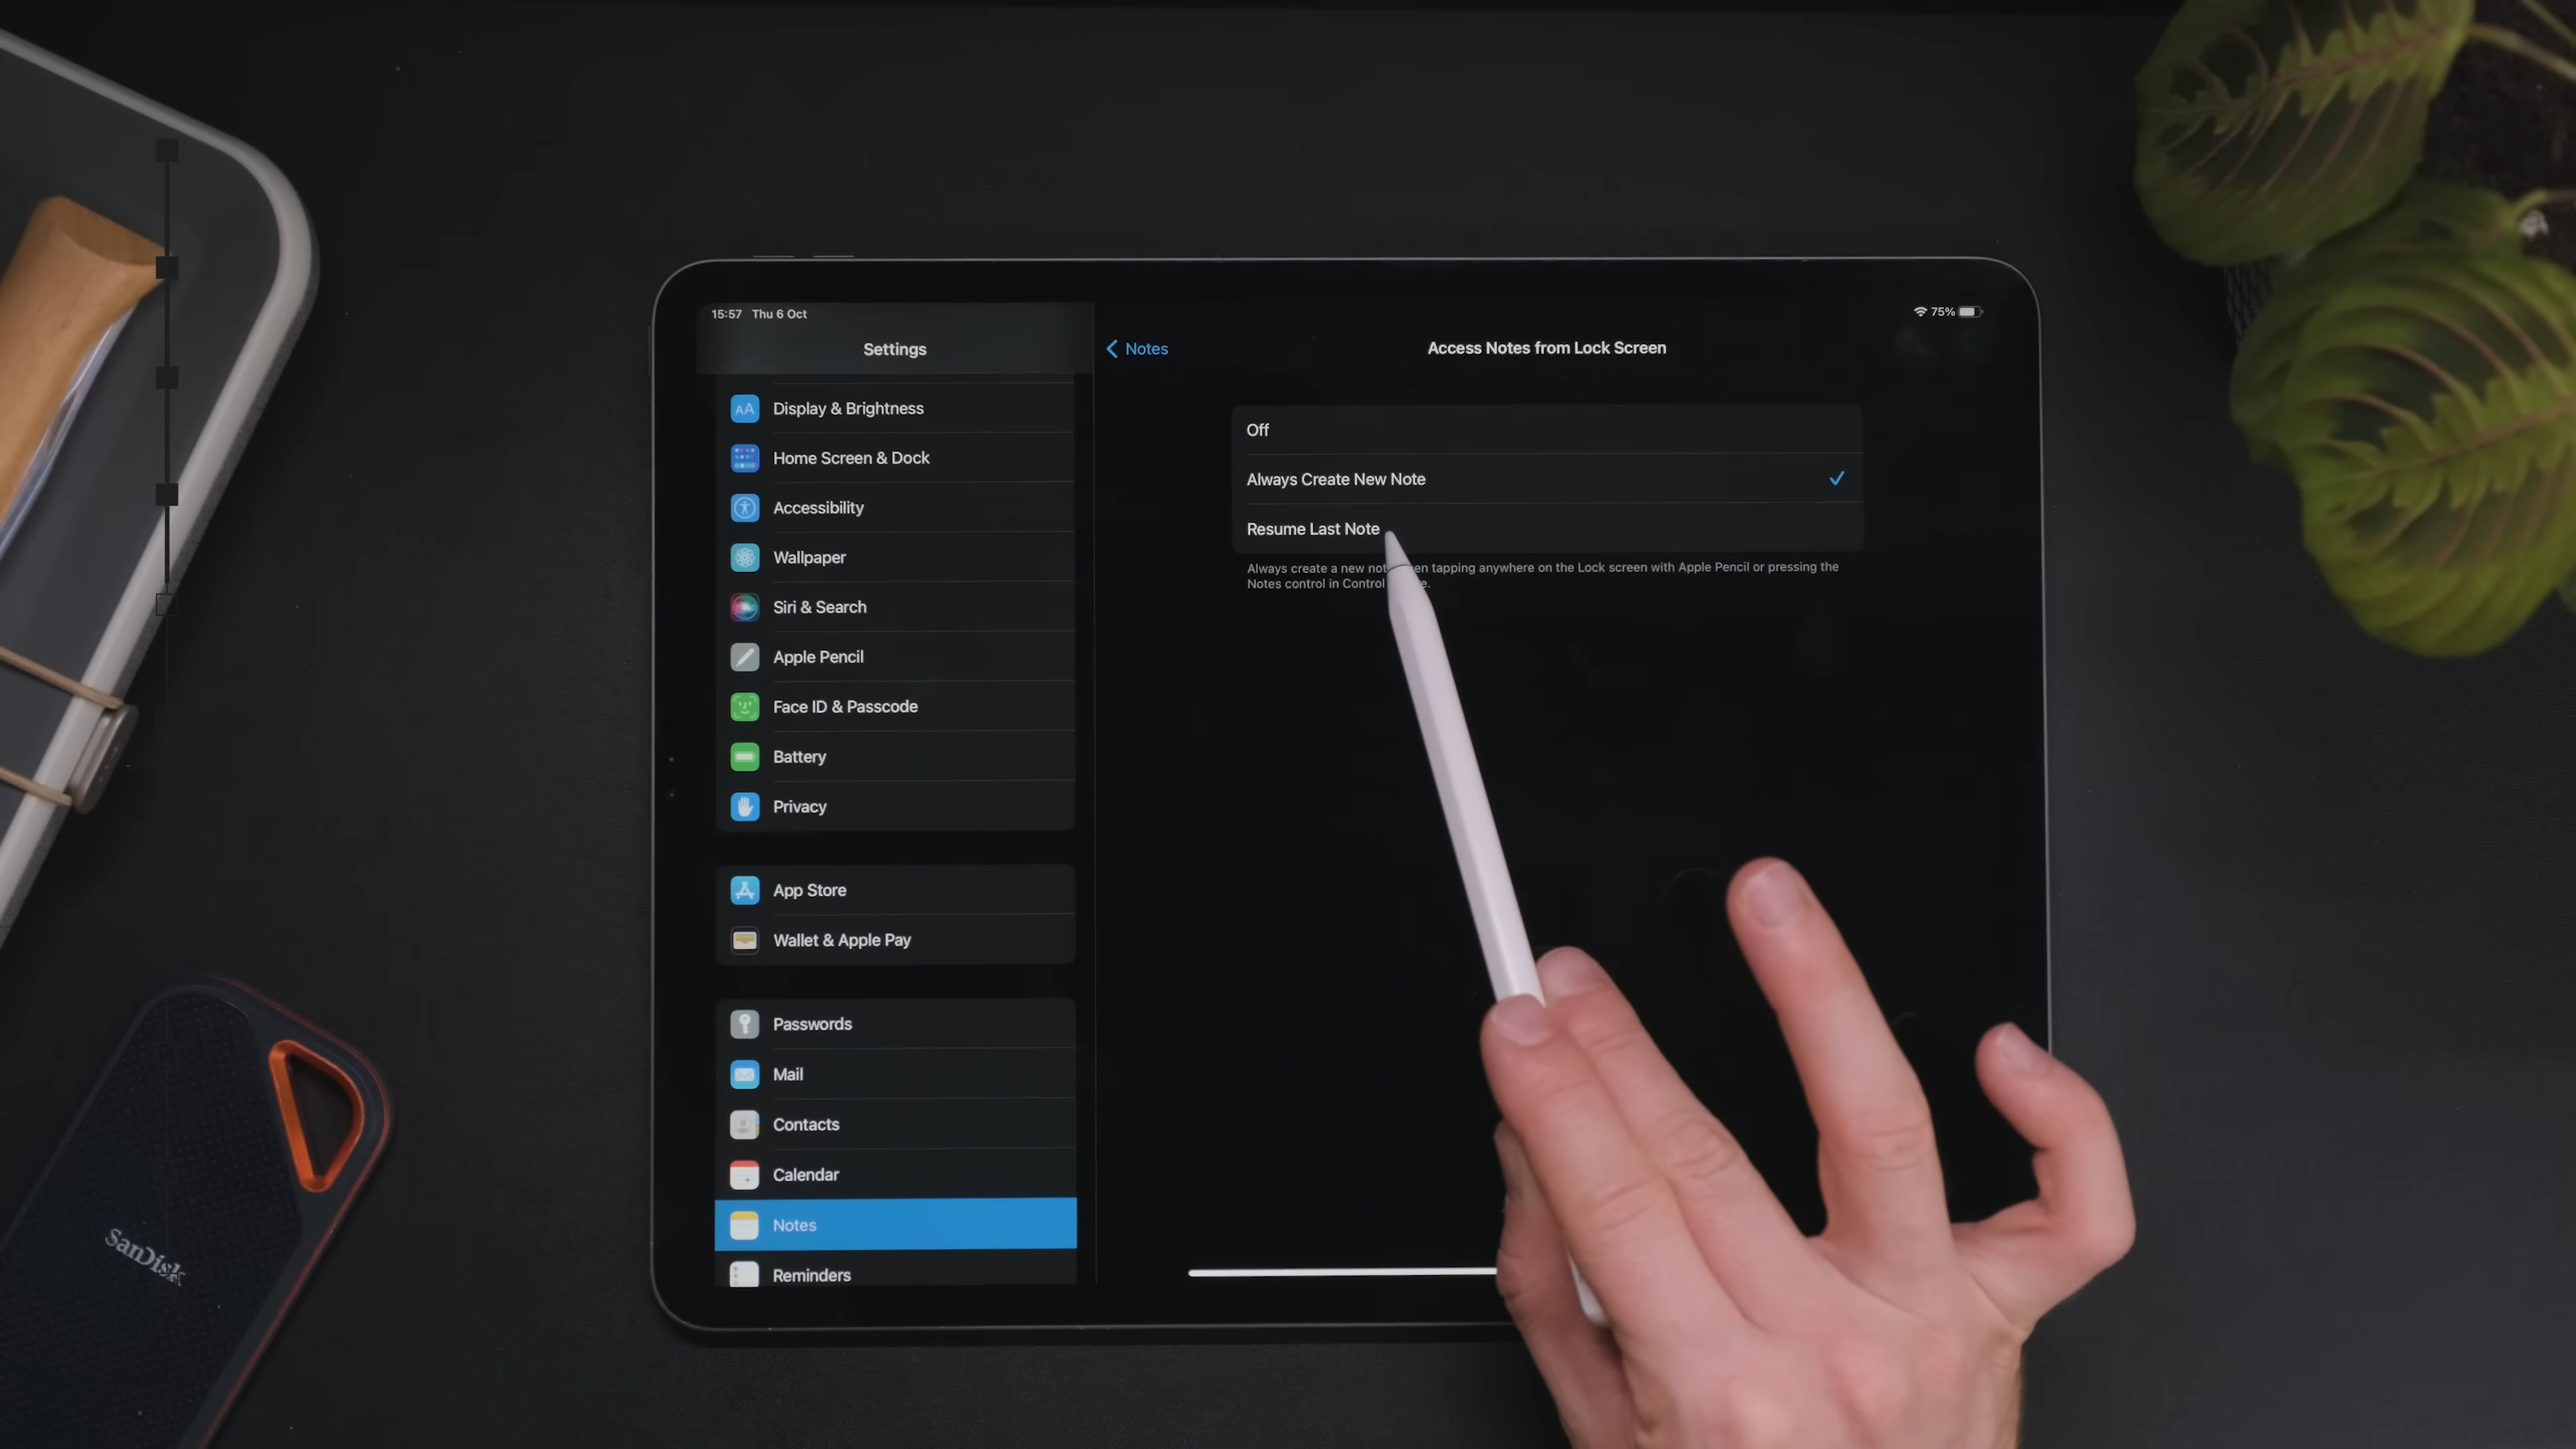 15:57 Thu 6 Oct
75%
Settings
Notes
Access Notes from Lock Screen
Display & Brightness
Home Screen & Dock
Accessibility
Wallpaper
Siri & Search
Apple Pencil
Face ID & Passcode
Battery
Privacy
App Store
Wallet & Apple Pay
Passwords
Mail
Contacts
Calendar
Notes
Reminders
Off
Always Create New Note
Resume Last Note
Always create a new tapping anywhere on the Lock screen with Apple Pencil or pressing the
Notes control in Control
SanDisk